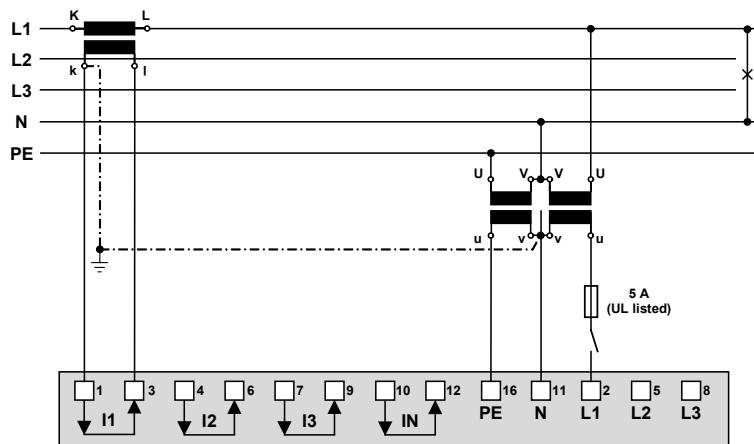 K L
L1
L2
k l
L3
N
PE
U V V U
u v v u
5 A
(UL listed)
1 3 4 6 7 9 10 12 16 11 2 5 8
I1 I2 I3 IN PE N L1 L2 L3